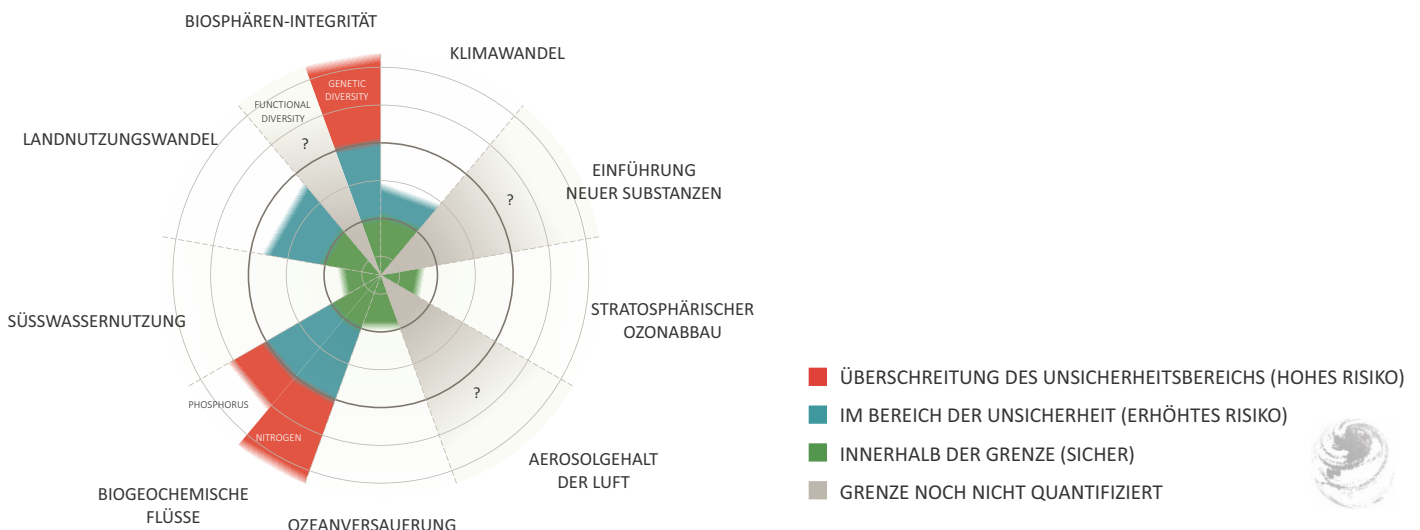 BIOSPHÄREN-INTEGRITÄT
KLIMAWANDEL
GENETIC
DIVERSITY
FUNCTIONAL
DIVERSITY
?
LANDNUTZUNGSWANDEL
EINFÜHRUNG
NEUER SUBSTANZEN
?
SÜSSWASSERNUTZUNG
STRATOSPHÄRISCHER
OZONABBAU
?
PHOSPHORUS
NITROGEN
AEROSOLGEHALT
DER LUFT
BIOGEOCHEMISCHE
FLÜSSE
OZEANVERSAUERUNG
ÜBERSCHREITUNG DES UNSICHERHEITSBEREICHS (HOHES RISIKO)
IM BEREICH DER UNSICHERHEIT (ERHÖHTES RISIKO)
INNERHALB DER GRENZE (SICHER)
GRENZE NOCH NICHT QUANTIFIZIERT